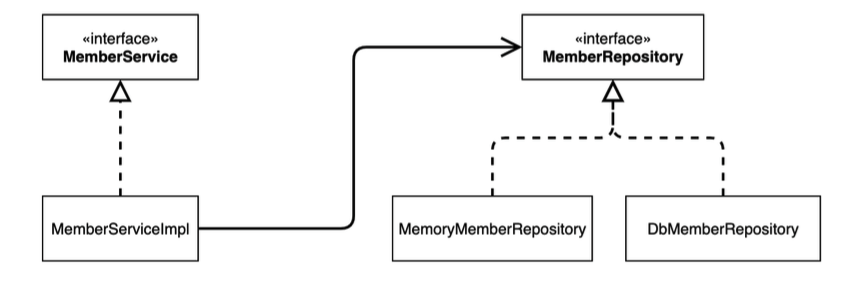 «interface»
MemberService
«interface»
MemberRepository
MemberServiceImpl
MemoryMemberRepository
DbMemberRepository